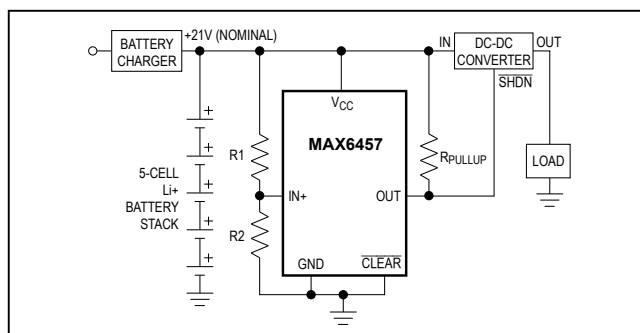 BATTERY
CHARGER
+21V (NOMINAL)
IN
DC-DC
CONVERTER
OUT
SHDN
VCC
MAX6457
R1
RPULLUP
LOAD
5-CELL
Li+
BATTERY
STACK
IN+
OUT
R2
GND
CLEAR
+
+
+
+
+